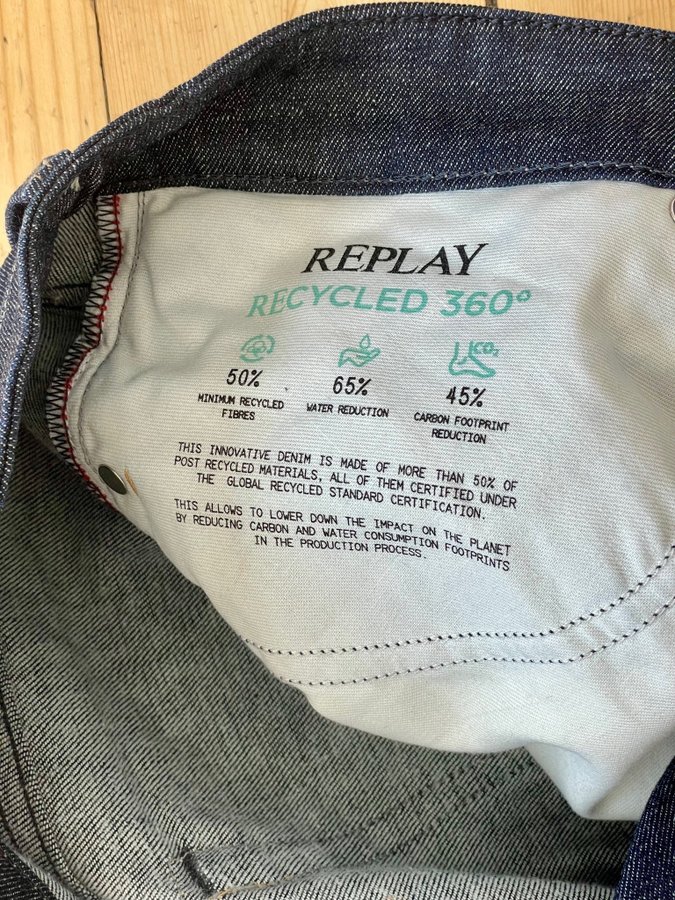 REPLAY
RECYCLED 360°
50%
MINIMUM RECYCLED
FIBRES
65%
WATER REDUCTION
CO₂
45%
CARBON FOOTPRINT
REDUCTION
THIS INNOVATIVE DENIM IS MADE OF MORE THAN 50% OF
POST RECYCLED MATERIALS, ALL OF THEM CERTIFIED UNDER
THE GLOBAL RECYCLED STANDARD CERTIFICATION.
THIS ALLOWS TO LOWER DOWN THE IMPACT ON THE PLANET
BY REDUCING CARBON AND WATER CONSUMPTION FOOTPRINTS
IN THE PRODUCTION PROCESS.